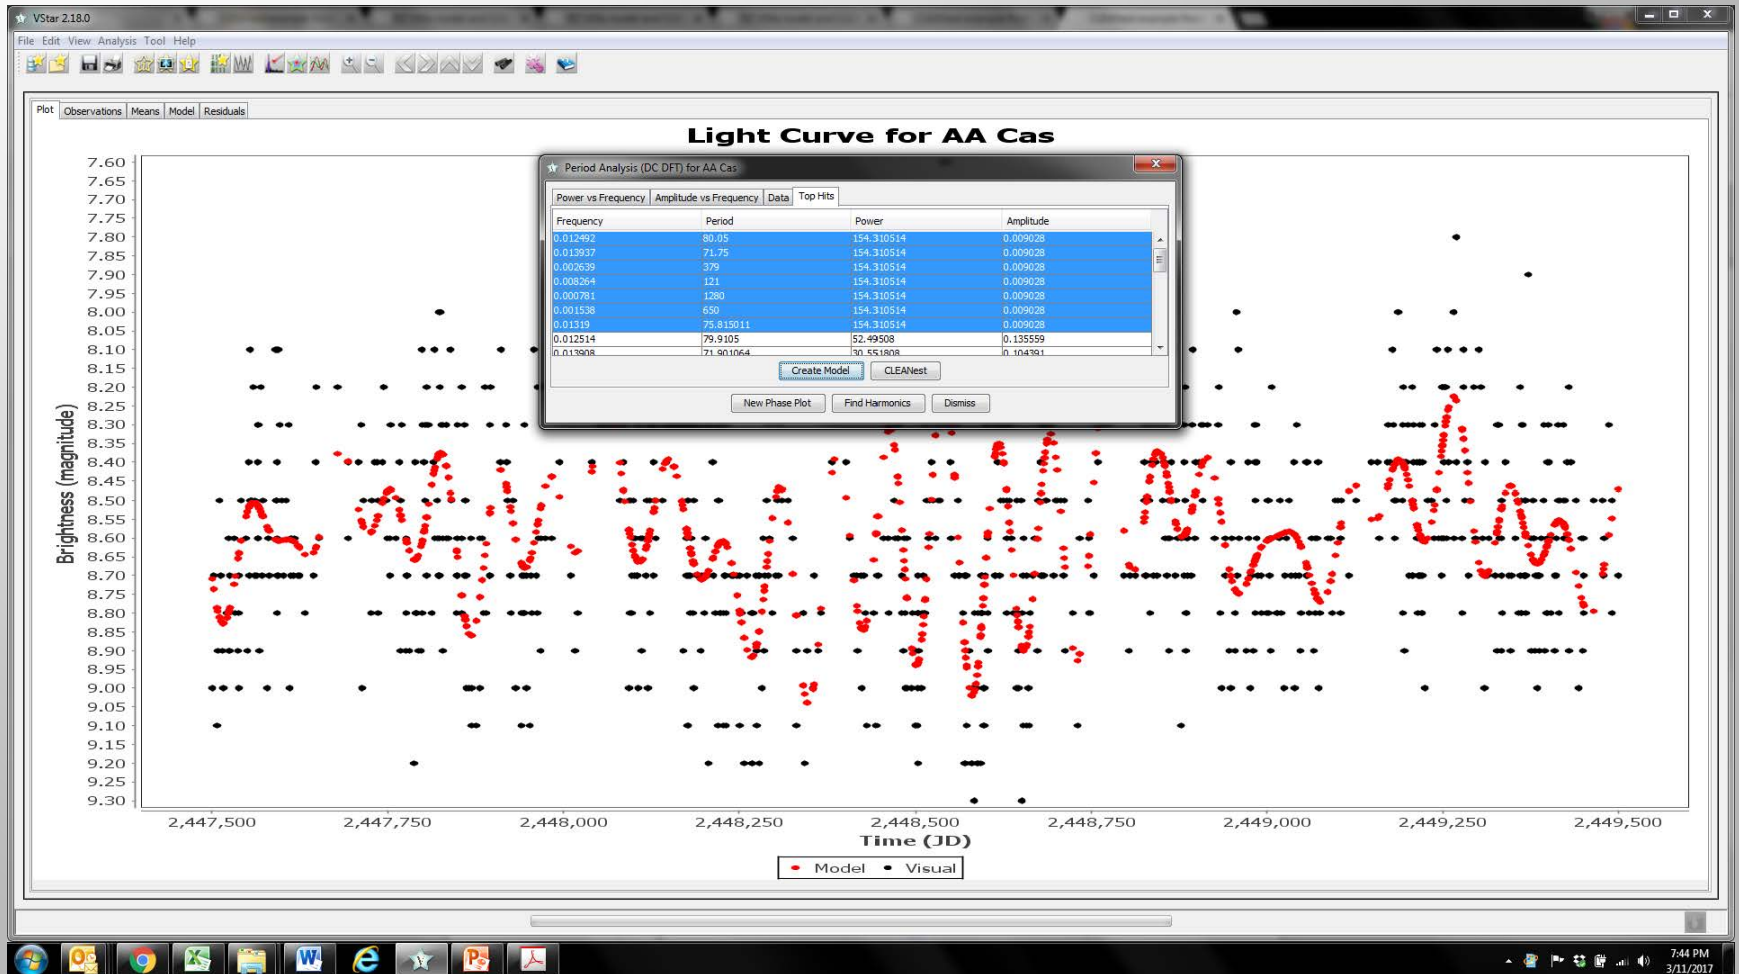 VStar 2.18.0
File Edit View Analysis Tool Help
Plot Observations Means Model Residuals
Light Curve for AA Cas
Period Analysis (DC DFT) for AA Cas
Power vs Frequency Amplitude vs Frequency Data Top Hits
Frequency Period Power Amplitude
0.012492 80.05 154.310514 0.009028
0.013937 71.75 154.310514 0.009028
0.002639 379 154.310514 0.009028
0.008264 121 154.310514 0.009028
0.000781 1280 154.310514 0.009028
0.001538 650 154.310514 0.009028
0.01319 75.815011 154.310514 0.009028
0.012514 79.9105 52.49508 0.135559
0.013908 71.901064 30.551808 0.104391
Create Model CLEANest
New Phase Plot Find Harmonics Dismiss
Brightness (magnitude)
7.60
7.65
7.70
7.75
7.80
7.85
7.90
7.95
8.00
8.05
8.10
8.15
8.20
8.25
8.30
8.35
8.40
8.45
8.50
8.55
8.60
8.65
8.70
8.75
8.80
8.85
8.90
8.95
9.00
9.05
9.10
9.15
9.20
9.25
9.30
2,447,500 2,447,750 2,448,000 2,448,250 2,448,500 2,448,750 2,449,000 2,449,250 2,449,500
Time (JD)
Model Visual
7:44 PM
3/11/2017